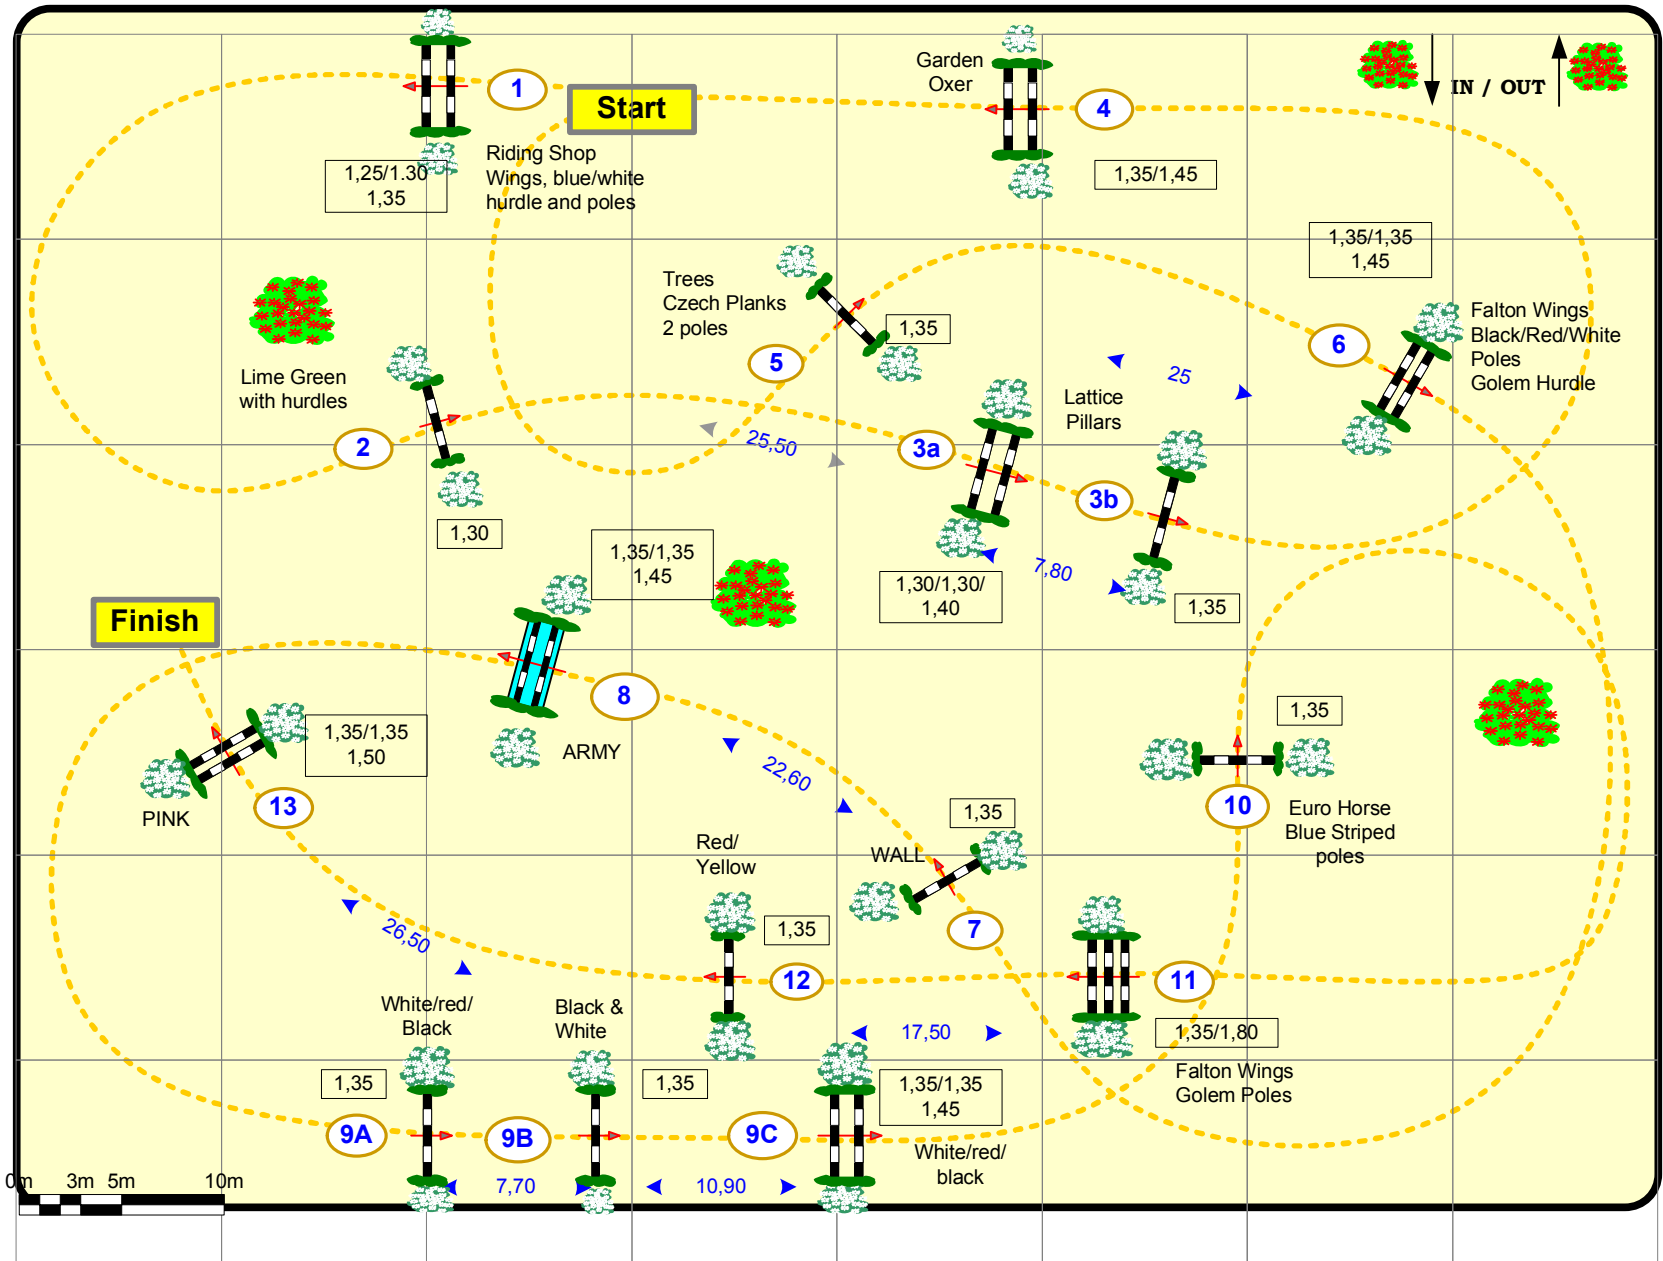 1
Start
Garden
Oxer
4
IN / OUT
Riding Shop
Wings, blue/white
hurdle and poles
1,25/1.30
1,35
1,35/1,45
1,35/1,35
1,45
Trees
Czech Planks
2 poles
1,35
5
6
Falton Wings
Black/Red/White
Poles
Golem Hurdle
Lime Green
with hurdles
2
25
Lattice
Pillars
25,50
3a
3b
1,30
7,80
1,30/1,30/
1,40
1,35
1,35/1,35
1,45
Finish
8
ARMY
1,35/1,35
1,50
PINK
13
22,60
1,35
10
Euro Horse
Blue Striped
poles
1,35
WALL
Red/
Yellow
7
1,35
26,50
12
11
White/red/
Black
Black &
White
17,50
1,35/1,80
Falton Wings
Golem Poles
1,35
1,35
1,35/1,35
1,45
9A
9B
9C
White/red/
black
7,70
10,90
0m
3m
5m
10m